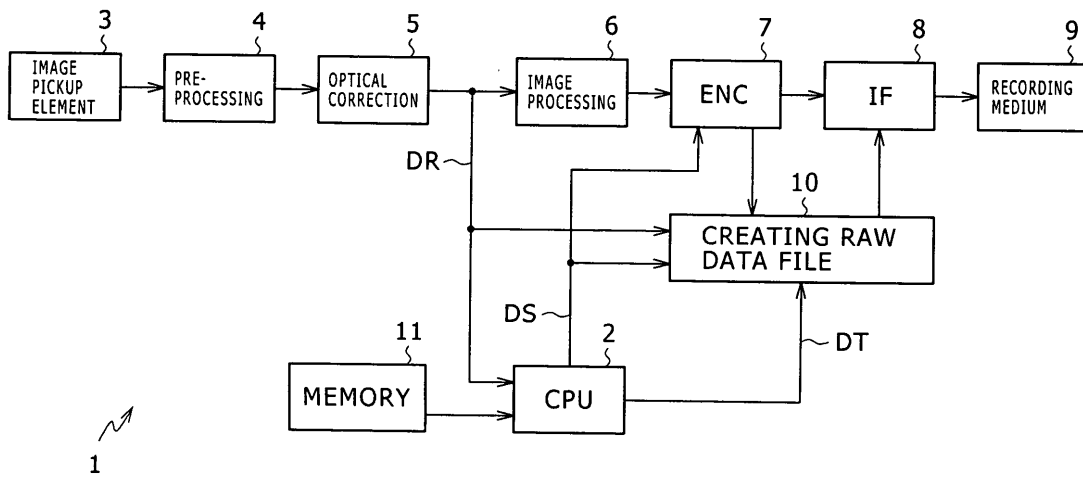 3
4
5
6
7
8
9
IMAGE
PICKUP
ELEMENT
PRE-
PROCESSING
OPTICAL
CORRECTION
IMAGE
PROCESSING
ENC
IF
RECORDING
MEDIUM
DR
10
CREATING RAW
DATA FILE
DS
DT
11
MEMORY
2
CPU
1